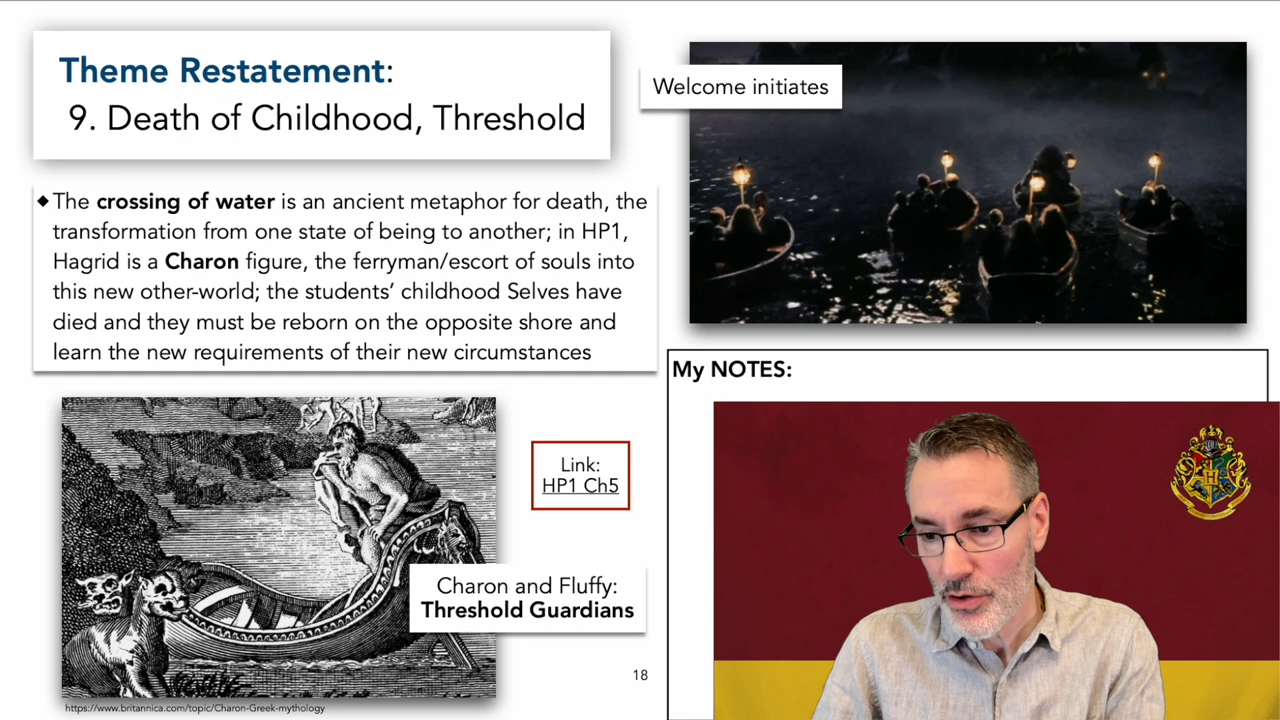 Theme Restatement:
9. Death of Childhood, Threshold
Welcome initiates
◆ The crossing of water is an ancient metaphor for death, the
transformation from one state of being to another; in HP1,
Hagrid is a Charon figure, the ferryman/escort of souls into
this new other-world; the students’ childhood Selves have
died and they must be reborn on the opposite shore and
learn the new requirements of their new circumstances
My NOTES:
Link:
HP1 Ch5
Charon and Fluffy:
Threshold Guardians
18
https://www.britannica.com/topic/Charon-Greek-mythology
H